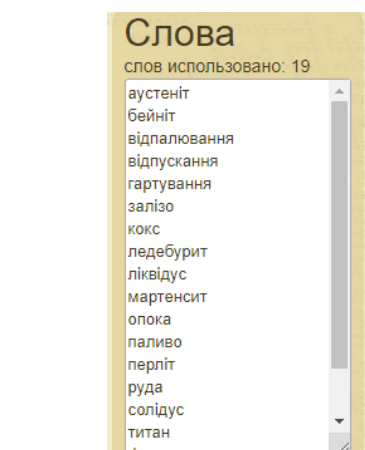 Слова
слов использовано: 19
аустеніт
бейніт
відпалювання
відпускання
гартування
залізо
кокс
ледебурит
ліквідус
мартенсит
опока
паливо
перліт
руда
солідус
титан